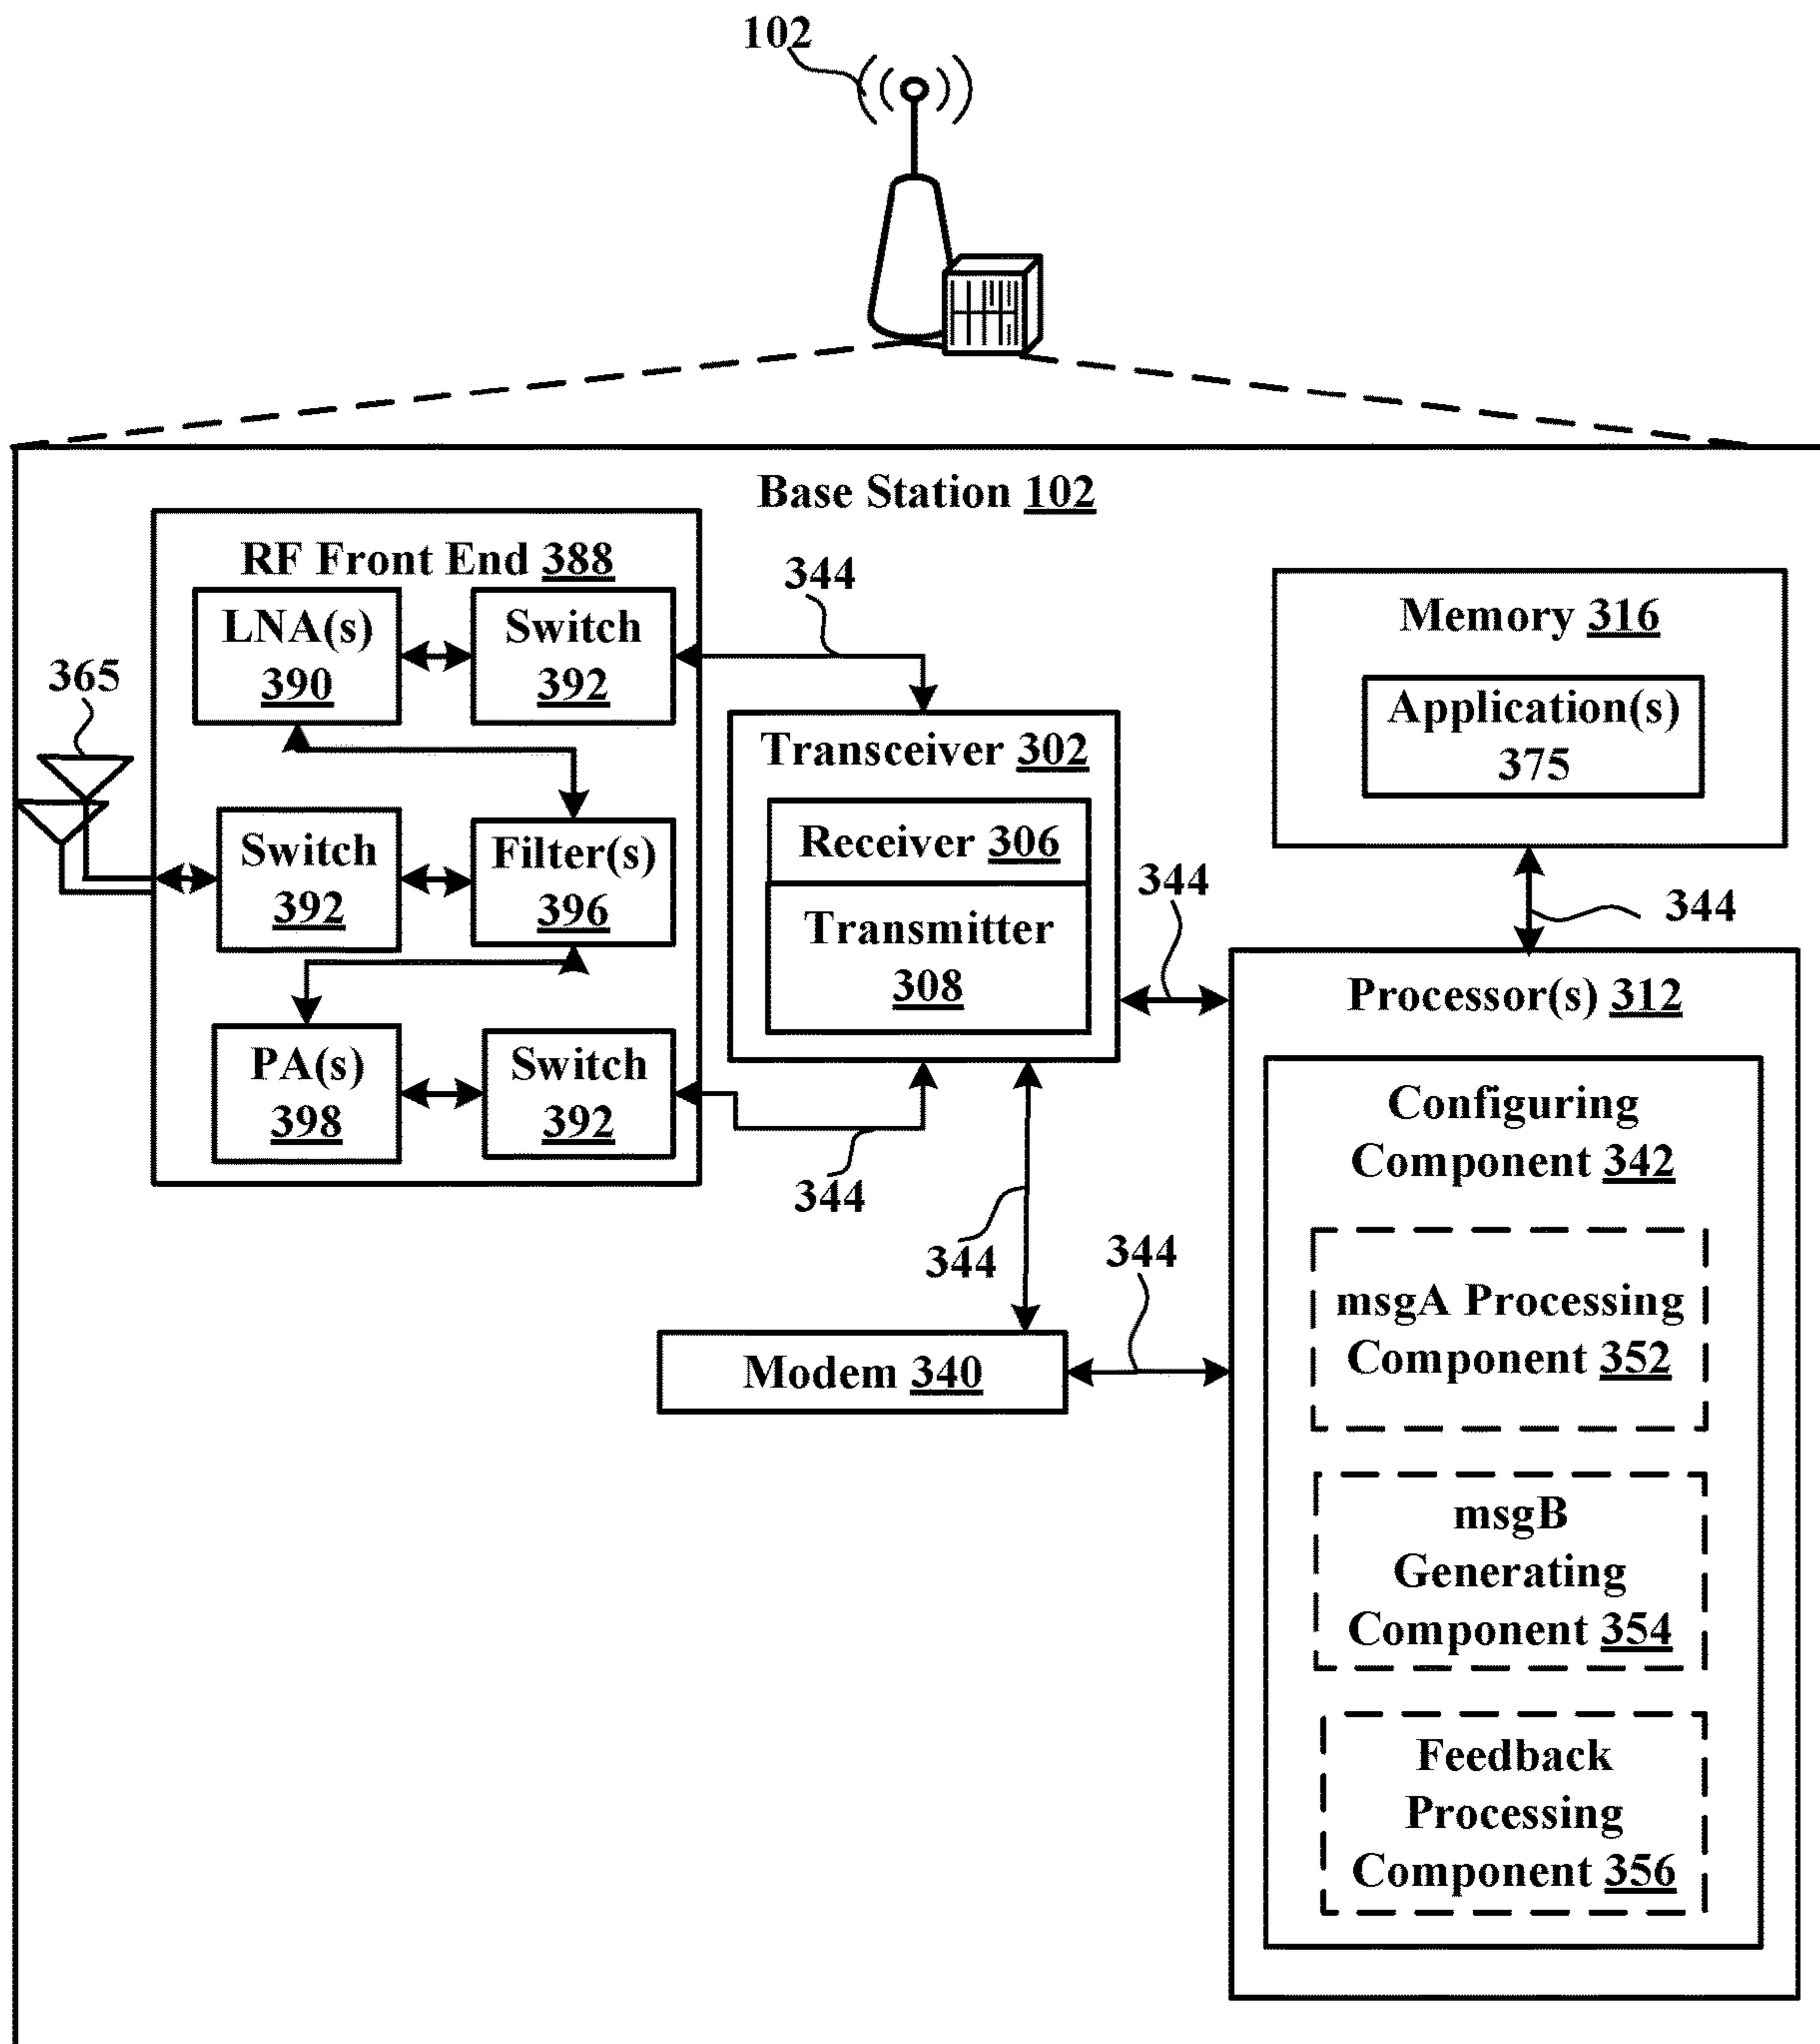 102
Base Station 102
RF Front End 388
LNA(s)
390
Switch
392
344
365
Switch
392
Filter(s)
396
PA(s)
398
Switch
392
344
Transceiver 302
Receiver 306
Transmitter
308
344
344
Modem 340
344
Memory 316
Application(s)
375
344
Processor(s) 312
Configuring
Component 342
msgA Processing
Component 352
msgB
Generating
Component 354
Feedback
Processing
Component 356